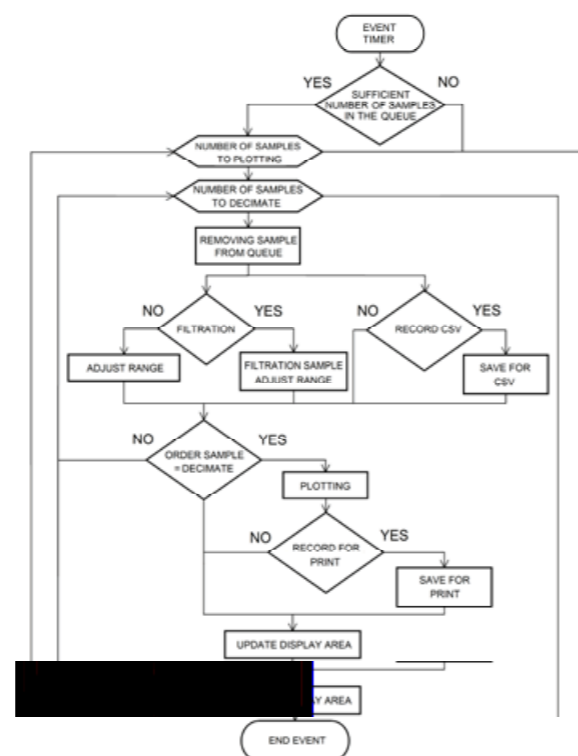 EVENT
TIMER
YES
NO
SUFFICIENT
NUMBER OF SAMPLES
IN THE QUEUE
NUMBER OF SAMPLES
TO PLOTTING
NUMBER OF SAMPLES
TO DECIMATE
REMOVING SAMPLE
FROM QUEUE
NO
YES
NO
YES
FILTRATION
RECORD CSV
ADJUST RANGE
FILTRATION SAMPLE
ADJUST RANGE
SAVE FOR
CSV
NO
YES
ORDER SAMPLE
= DECIMATE
PLOTTING
NO
YES
RECORD FOR
PRINT
SAVE FOR
PRINT
UPDATE DISPLAY AREA
AREA
END EVENT